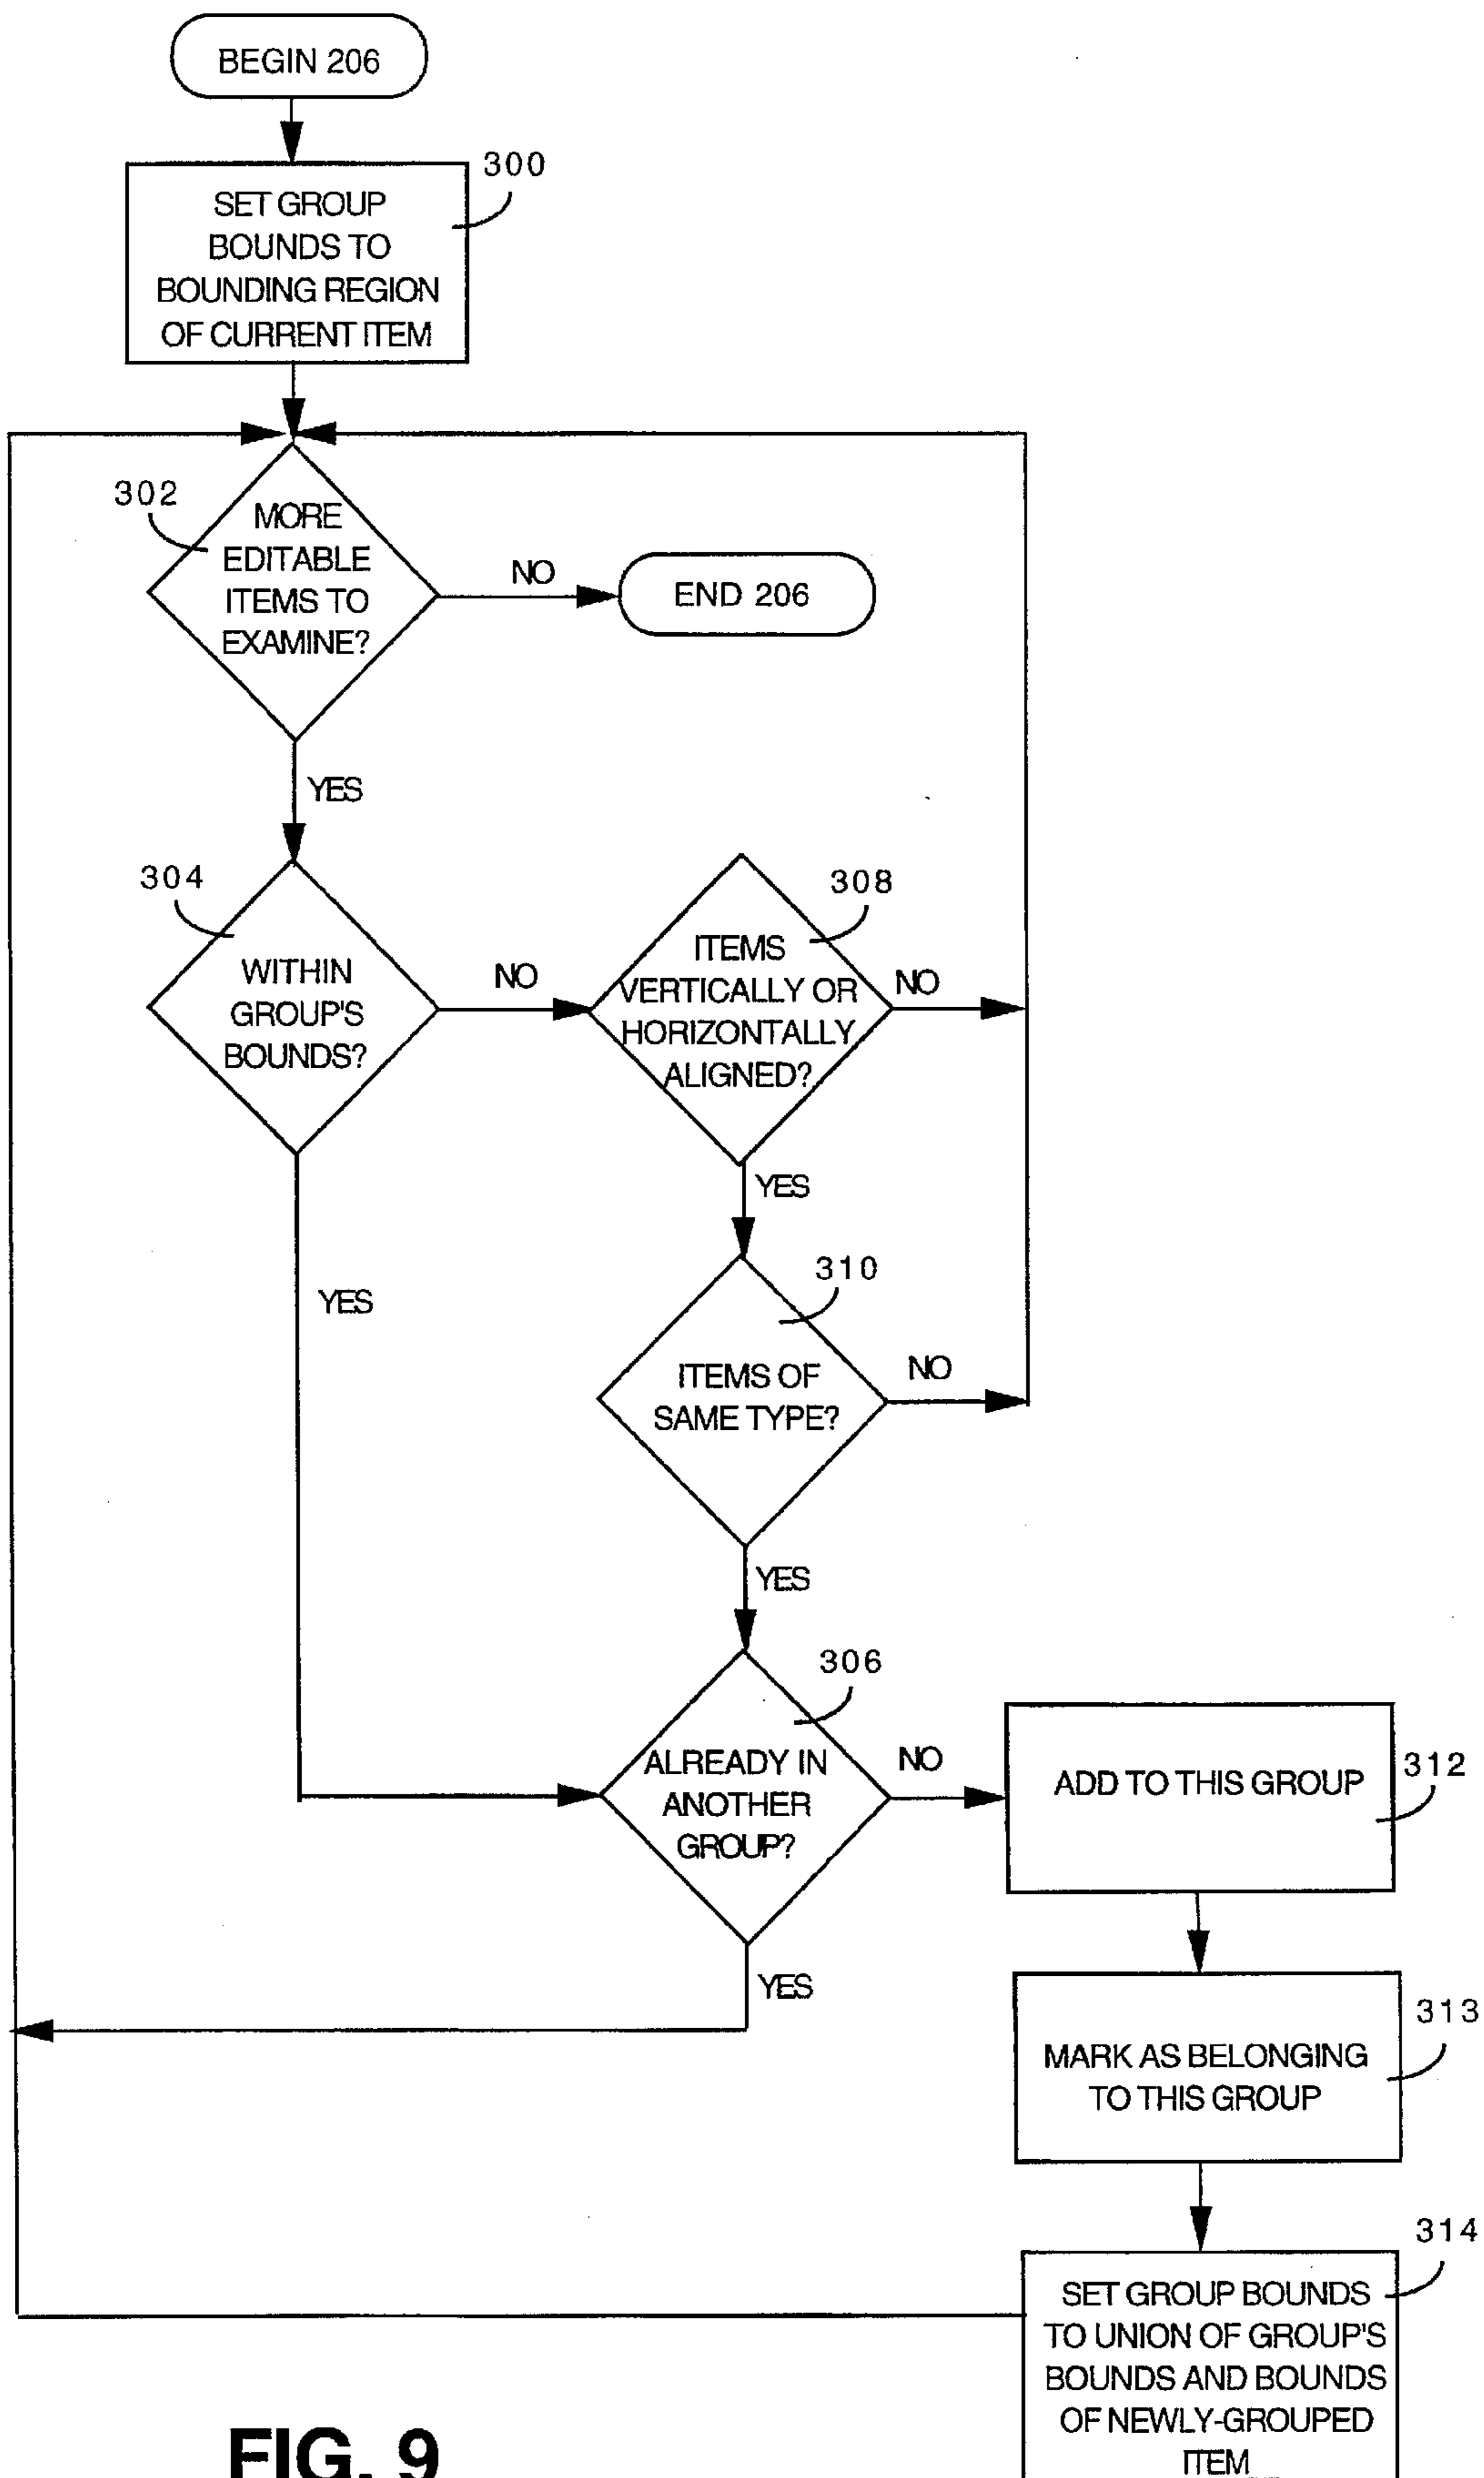 BEGIN 206
300
SET GROUP
BOUNDS TO
BOUNDING REGION
OF CURRENT ITEM
302
MORE
EDITABLE
ITEMS TO
EXAMINE?
NO
END 206
YES
304
WITHIN
GROUP'S
BOUNDS?
NO
308
ITEMS
VERTICALLY OR
HORIZONTALLY
ALIGNED?
NO
YES
YES
310
ITEMS OF
SAME TYPE?
NO
YES
306
ALREADY IN
ANOTHER
GROUP?
NO
312
ADD TO THIS GROUP
YES
313
MARK AS BELONGING
TO THIS GROUP
314
SET GROUP BOUNDS
TO UNION OF GROUP'S
BOUNDS AND BOUNDS
OF NEWLY-GROUPED
ITEM
FIG. 9